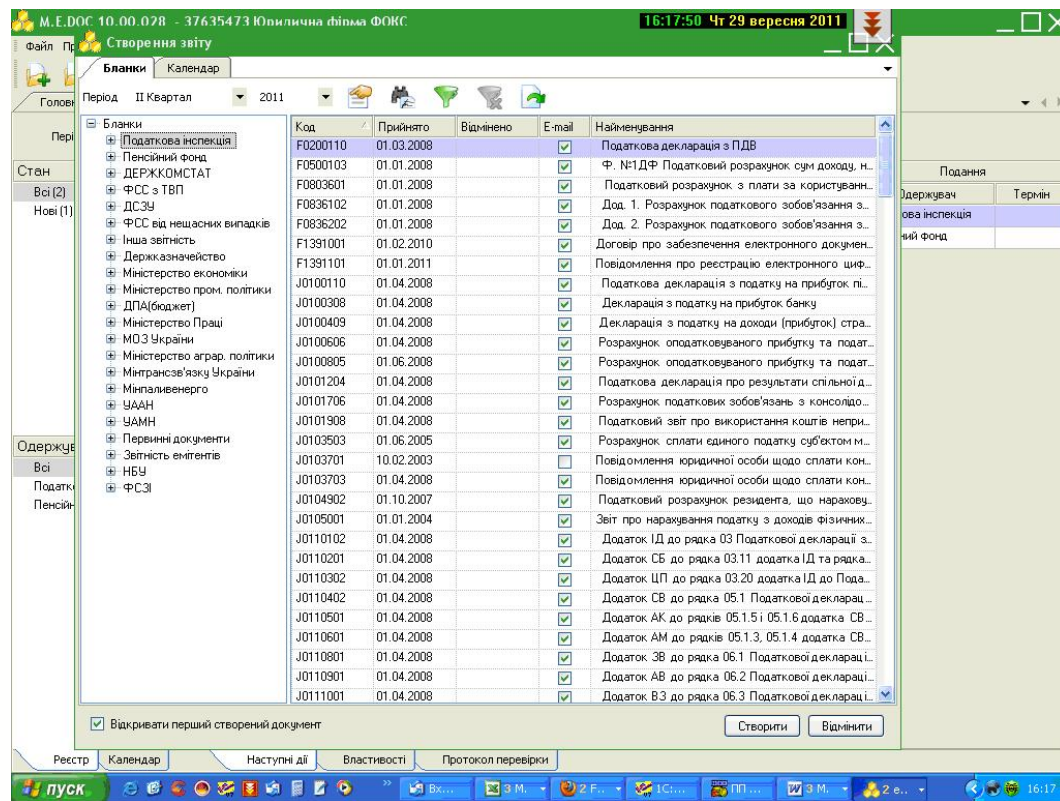 M.E.DOC 10.00.028 - 37635473 Юридична фірма ФОКС
16:17:50 Чт 29 вересня 2011
Файл
Створення звіту
Бланки Календар
Період ІІ Квартал 2011
Бланки
Податкова інспекція
Пенсійний Фонд
ДЕРЖКОМСТАТ
ФСС з ТВП
ДСЗУ
ФСС від нещасних випадків
Інша звітність
Держказначейство
Міністерство економіки
Міністерство пром. політики
ДПА(бюджет)
Міністерство Праці
МОЗ України
Міністерство аграр. політики
Мінтрансзв'язку України
Мінпаливенерго
УААН
УАМН
Первинні документи
Звітність емітентів
НБУ
ФСЗІ
Код Прийнято Відмінено E-mail Найменування
F0200110 01.03.2008 Податкова декларація з ПДВ
F0500103 01.01.2008 Ф. №1ДФ Податковий розрахунок сум доходу, н...
F0803601 01.01.2008 Податковий розрахунок з плати за користуванн...
F0836102 01.01.2008 Дод. 1. Розрахунок податкового зобов'язання з...
F0836202 01.01.2008 Дод. 2. Розрахунок податкового зобов'язання з...
F1391001 01.02.2010 Договір про забезпечення електронного докумен...
F1391101 01.01.2011 Повідомлення про реєстрацію електронного циф...
J0100110 01.04.2008 Податкова декларація з податку на прибуток пі...
J0100308 01.04.2008 Декларація з податку на прибуток банку
J0100409 01.04.2008 Декларація з податку на доходи (прибуток) стра...
J0100606 01.04.2008 Розрахунок оподатковуваного прибутку та подат...
J0100805 01.06.2008 Розрахунок оподатковуваного прибутку та подат...
J0101204 01.04.2008 Податкова декларація про результати спільної д...
J0101706 01.04.2008 Розрахунок податкових зобов'язань з консолідо...
J0101908 01.04.2008 Податковий звіт про використання коштів непри...
J0103503 01.06.2005 Розрахунок сплати єдиного податку суб'єктом м...
J0103701 10.02.2003 Повідомлення юридичної особи щодо сплати кон...
J0103703 01.04.2008 Повідомлення юридичної особи щодо сплати кон...
J0104902 01.10.2007 Податковий розрахунок резидента, що нарахову...
J0105001 01.01.2004 Звіт про нарахування податку з доходів фізичних...
J0110102 01.04.2008 Додаток ІД до рядка 03 Податкової декларації з...
J0110201 01.04.2008 Додаток СБ до рядка 03.11 додатка ІД та рядка...
J0110302 01.04.2008 Додаток ЦП до рядка 03.20 додатка ІД до Пода...
J0110402 01.04.2008 Додаток СВ до рядка 05.1 Податкової декларац...
J0110501 01.04.2008 Додаток АК до рядків 05.1.5 і 05.1.6 додатка СВ...
J0110601 01.04.2008 Додаток АМ до рядків 05.1.3, 05.1.4 додатка СВ...
J0110801 01.04.2008 Додаток ЗВ до рядка 06.1 Податкової деклараці...
J0110901 01.04.2008 Додаток АВ до рядка 06.2 Податкової деклараці...
J0111001 01.04.2008 Додаток ВЗ до рядка 06.3 Податкової деклараці...
Стан
Всі (2)
Нові (1)
Всі
Подання
Термін
Відкривати перший створений документ Створити Відмінити
Реєстр Календар Наступні дії Властивості Протокол перевірки
пуск Вх... 3 М. 2 F... 1С:... ПП ... 3 М. 2 е.. 16:17